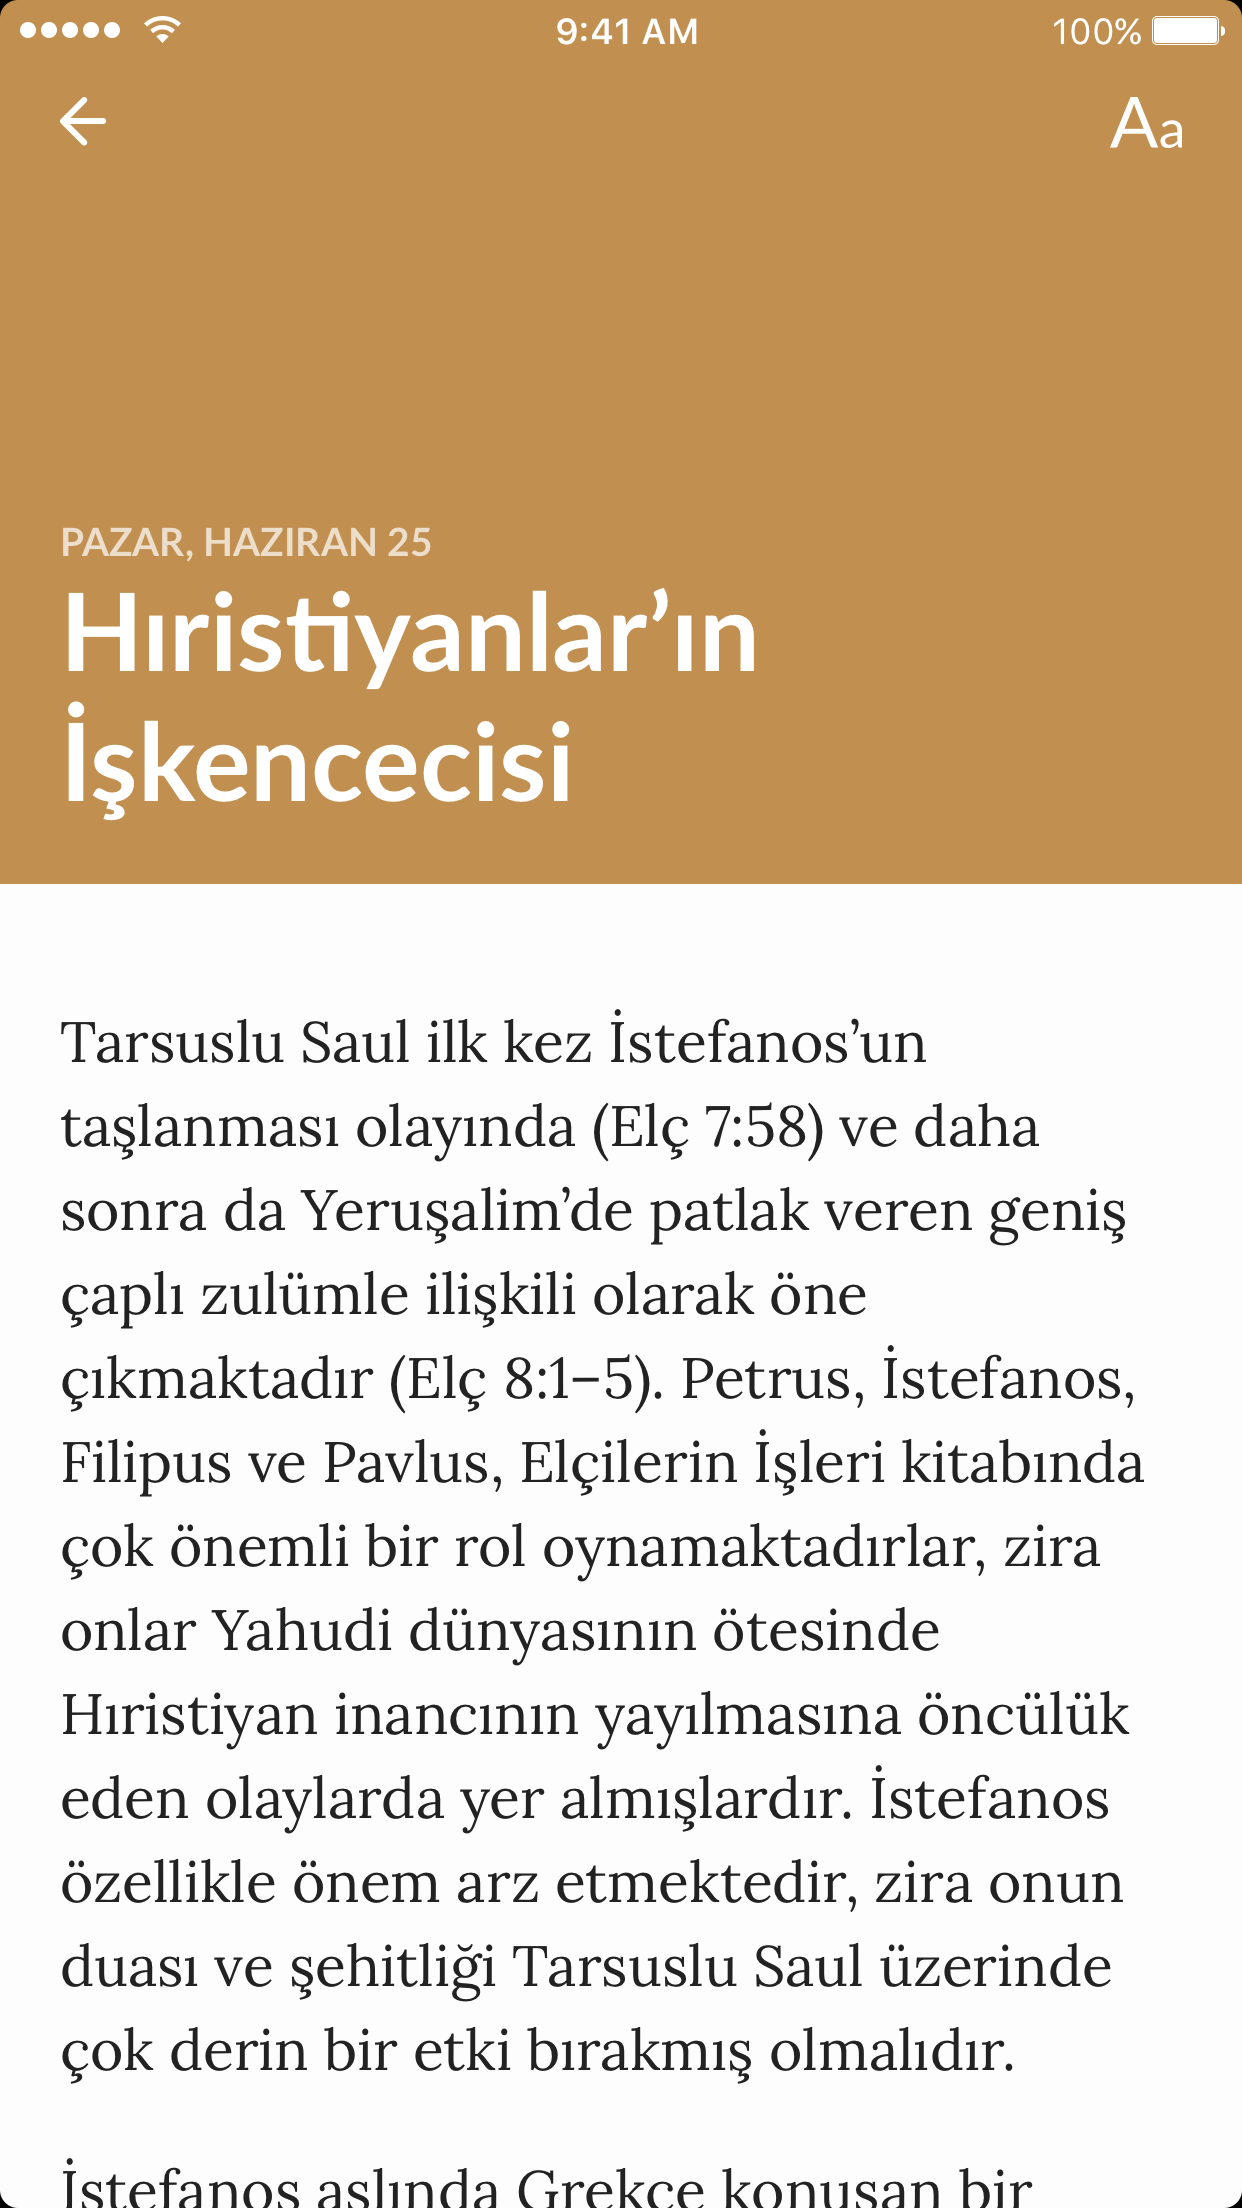 9:41 AM
100%
Aa
PAZAR, HAZIRAN 25
Hıristiyanlar’ın
İşkencecisi
Tarsuslu Saul ilk kez İstefanos’un
taşlanması olayında (Elç 7:58) ve daha
sonra da Yeruşalim’de patlak veren geniş
çaplı zulümle ilişkili olarak öne
çıkmaktadır (Elç 8:1–5). Petrus, İstefanos,
Filipus ve Pavlus, Elçilerin İşleri kitabında
çok önemli bir rol oynamaktadırlar, zira
onlar Yahudi dünyasının ötesinde
Hıristiyan inancının yayılmasına öncülük
eden olaylarda yer almışlardır. İstefanos
özellikle önem arz etmektedir, zira onun
duası ve şehitliği Tarsuslu Saul üzerinde
çok derin bir etki bırakmış olmalıdır.
İstefanos aslında Grekçe konuşan bir